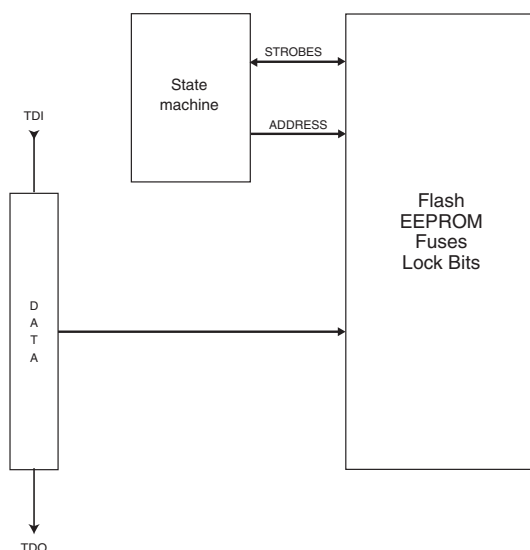 STROBES
State
machine
ADDRESS
TDI
Flash
EEPROM
Fuses
Lock Bits
D
A
T
A
TDO